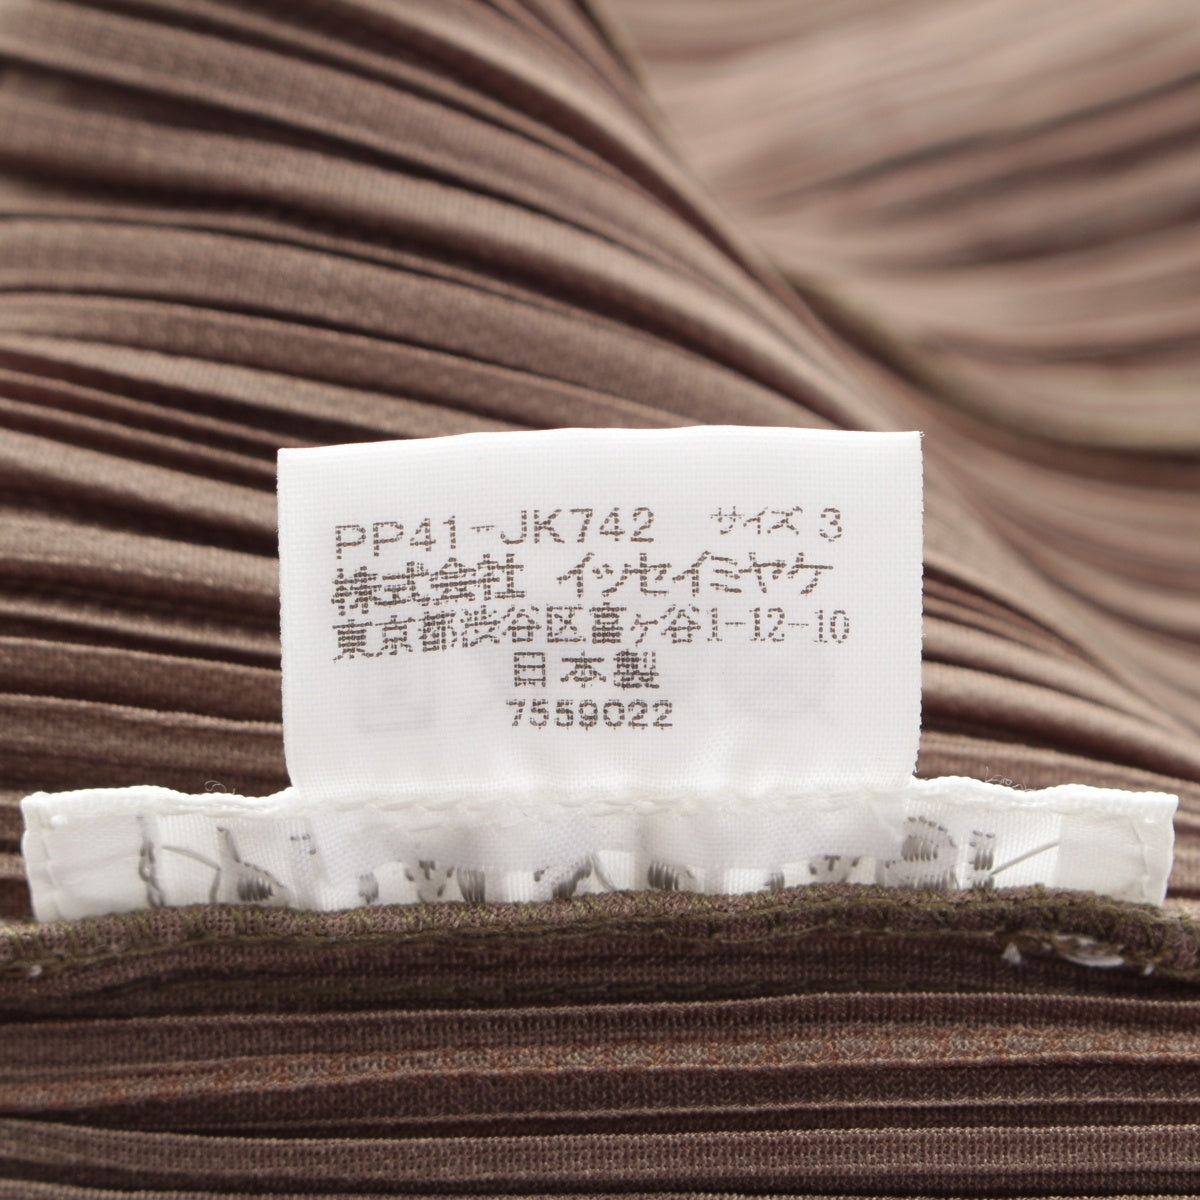 PP41-JK742 サイズ 3
株式会社 イッセイミヤケ
東京都渋谷区富ヶ谷1-12-10
日本製
7559022